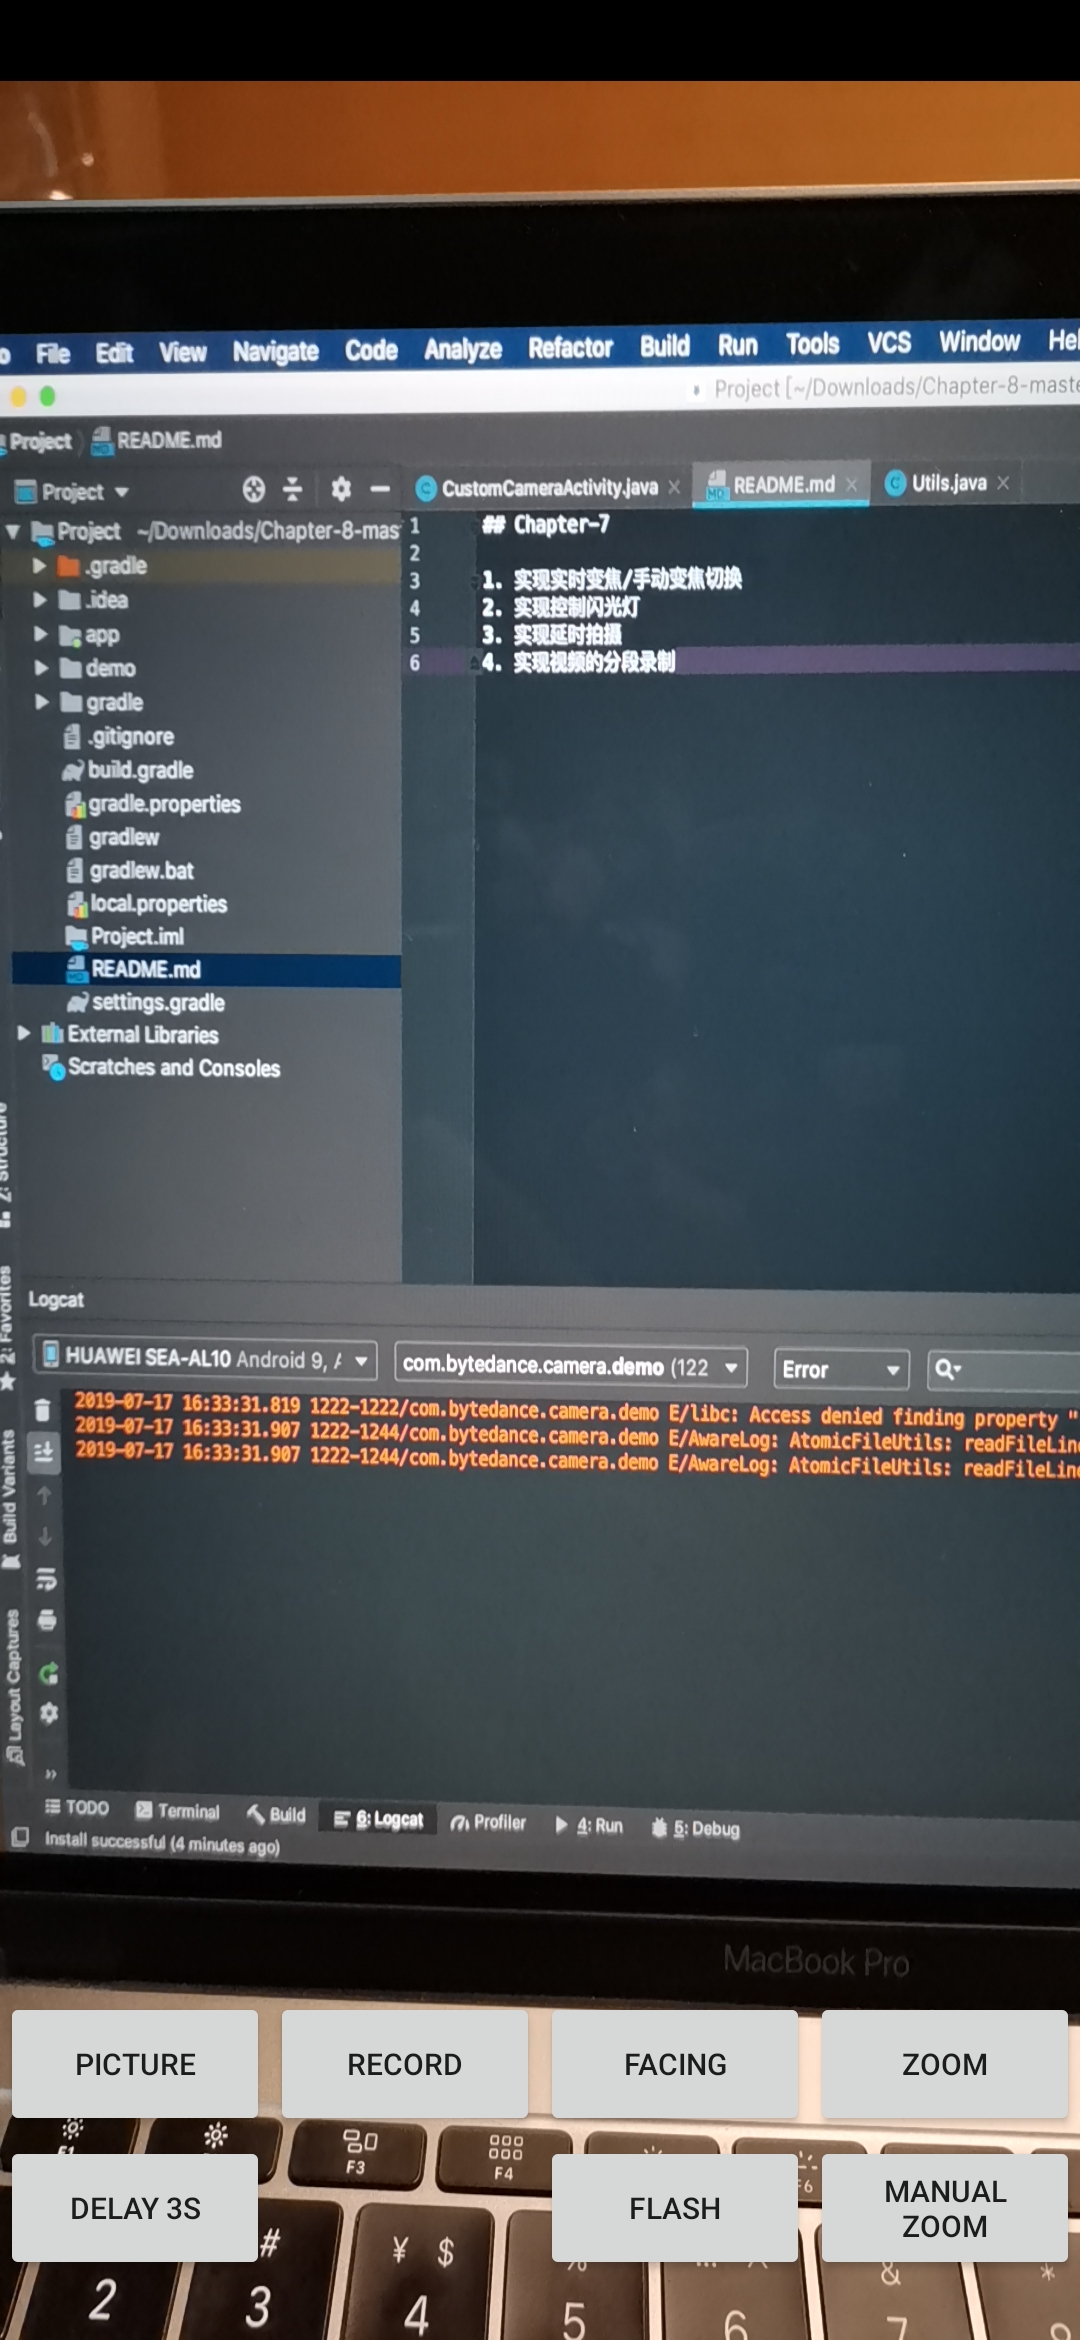 File Edit View Navigate Code Analyze Refactor Build Run Tools VCS Window
Project [~/Downloads/Chapter-8-maste
Project README.md
Project
CustomCameraActivity.java README.md Utils.java
Project ~/Downloads/Chapter-8-mas
1 ## Chapter-7
.gradle
2
.idea
3 1. 实现实时变焦/手动变焦切换
4 2. 实现控制闪光灯
app
5 3. 实现延时拍摄
demo
6 4. 实现视频的分段录制
gradle
.gitignore
build.gradle
gradle.properties
gradlew
gradlew.bat
local.properties
Project.iml
README.md
settings.gradle
External Libraries
Scratches and Consoles
Z: Structure
2: Favorites
Build Variants
Layout Captures
Logcat
HUAWEI SEA-AL10 Android 9, com.bytedance.camera.demo (122 Error
2019-07-17 16:33:31.819 1222-1222/com.bytedance.camera.demo E/libc: Access denied finding property "
2019-07-17 16:33:31.907 1222-1244/com.bytedance.camera.demo E/AwareLog: AtomicFileUtils: readFileLin
2019-07-17 16:33:31.907 1222-1244/com.bytedance.camera.demo E/AwareLog: AtomicFileUtils: readFileLin
TODO Terminal Build 6: Logcat Profiler 4: Run 5: Debug
Install successful (4 minutes ago)
MacBook Pro
PICTURE RECORD FACING ZOOM
F3 F4
DELAY 3S FLASH MANUAL
ZOOM
# ¥ $ & *
2 3 4 5 6 7